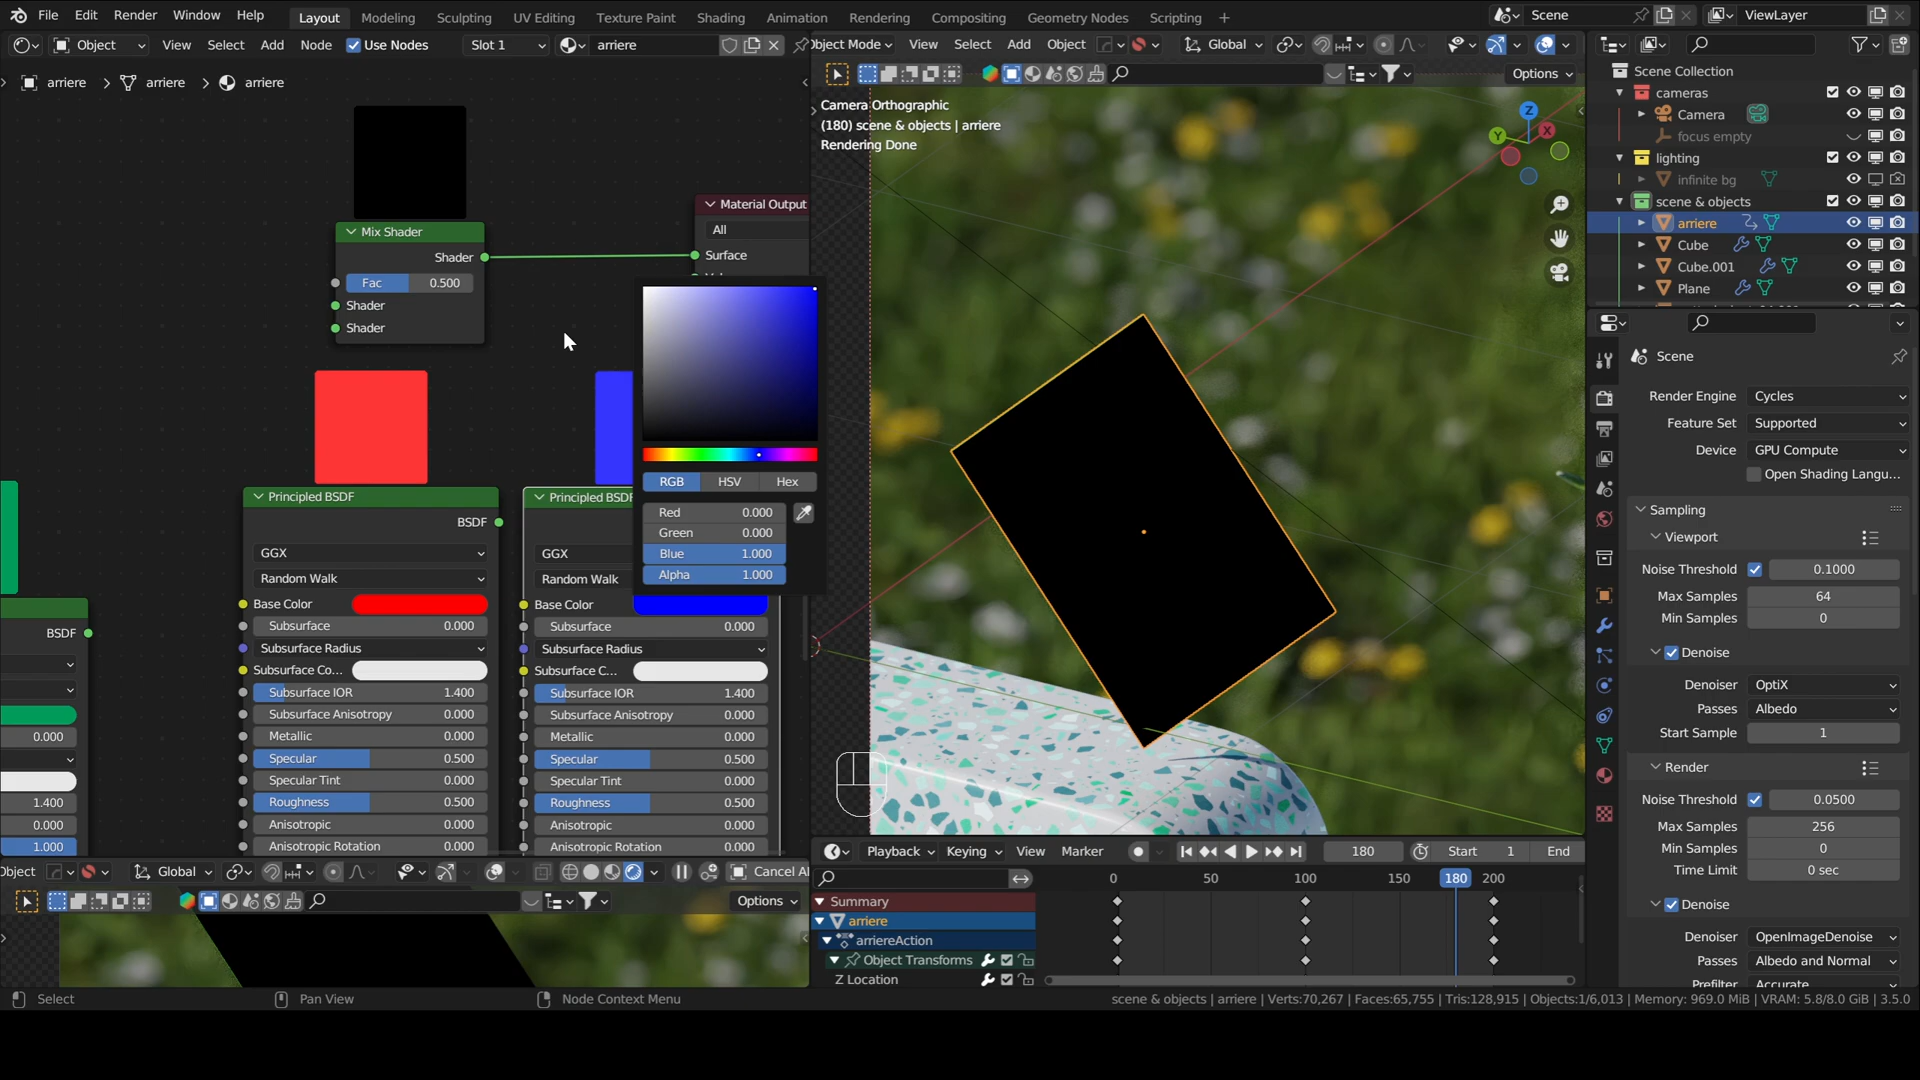 File Edit Render Window Help
Layout Modeling Sculpting UV Editing Texture Paint Shading Animation Rendering Compositing Geometry Nodes Scripting +
Scene
ViewLayer
Object View Select Add Node Use Nodes Slot 1 arriere
bject Mode View Select Add Object Global
Options
arriere > arriere > arriere
Camera Orthographic
(180) scene & objects | arriere
Rendering Done
Z
Y
X
Scene Collection
cameras
Camera
focus empty
lighting
infinite bg
scene & objects
arriere
Cube
Cube.001
Plane
Mix Shader
Shader
Fac 0.500
Shader
Shader
Material Output
All
Surface
RGB HSV Hex
Red 0.000
Green 0.000
Blue 1.000
Alpha 1.000
Principled BSDF
BSDF
GGX
Random Walk
Base Color
Subsurface 0.000
Subsurface Radius
Subsurface Co...
Subsurface IOR 1.400
Subsurface Anisotropy 0.000
Metallic 0.000
Specular 0.500
Specular Tint 0.000
Roughness 0.500
Anisotropic 0.000
Anisotropic Rotation 0.000
Principled BSDF
GGX
Random Walk
Base Color
Subsurface 0.000
Subsurface Radius
Subsurface C...
Subsurface IOR 1.400
Subsurface Anisotropy 0.000
Metallic 0.000
Specular 0.500
Specular Tint 0.000
Roughness 0.500
Anisotropic 0.000
Anisotropic Rotation 0.000
BSDF
0.000
1.400
0.000
1.000
Scene
Render Engine Cycles
Feature Set Supported
Device GPU Compute
Open Shading Langu...
Sampling
Viewport
Noise Threshold 0.1000
Max Samples 64
Min Samples 0
Denoise
Denoiser OptiX
Passes Albedo
Start Sample 1
Render
Noise Threshold 0.0500
Max Samples 256
Min Samples 0
Time Limit 0 sec
Denoise
Denoiser OpenImageDenoise
Passes Albedo and Normal
Prefilter Accurate
Object Global Cancel Al
Options
Playback Keying View Marker 180 Start 1 End
0 50 100 150 180 200
Summary
arriere
arriereAction
Object Transforms
Z Location
Select Pan View Node Context Menu
scene & objects | arriere | Verts:70,267 | Faces:65,755 | Tris:128,915 | Objects:1/6,013 | Memory: 969.0 MiB | VRAM: 5.8/8.0 GiB | 3.5.0